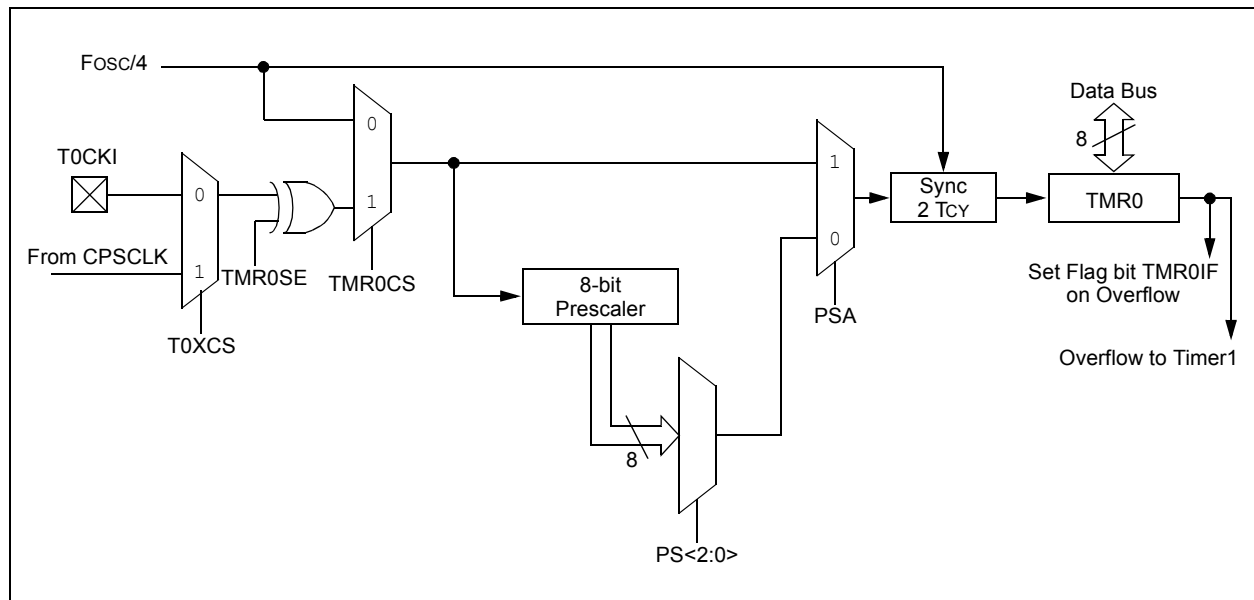 FOSC/4
Data Bus
8
T0CKI
0
1
0
1
From CPSCLK
1
0
TMR0SE
TMR0CS
T0XCS
8-bit
Prescaler
8
PS<2:0>
PSA
Sync
2 TCY
TMR0
Set Flag bit TMR0IF
on Overflow
Overflow to Timer1